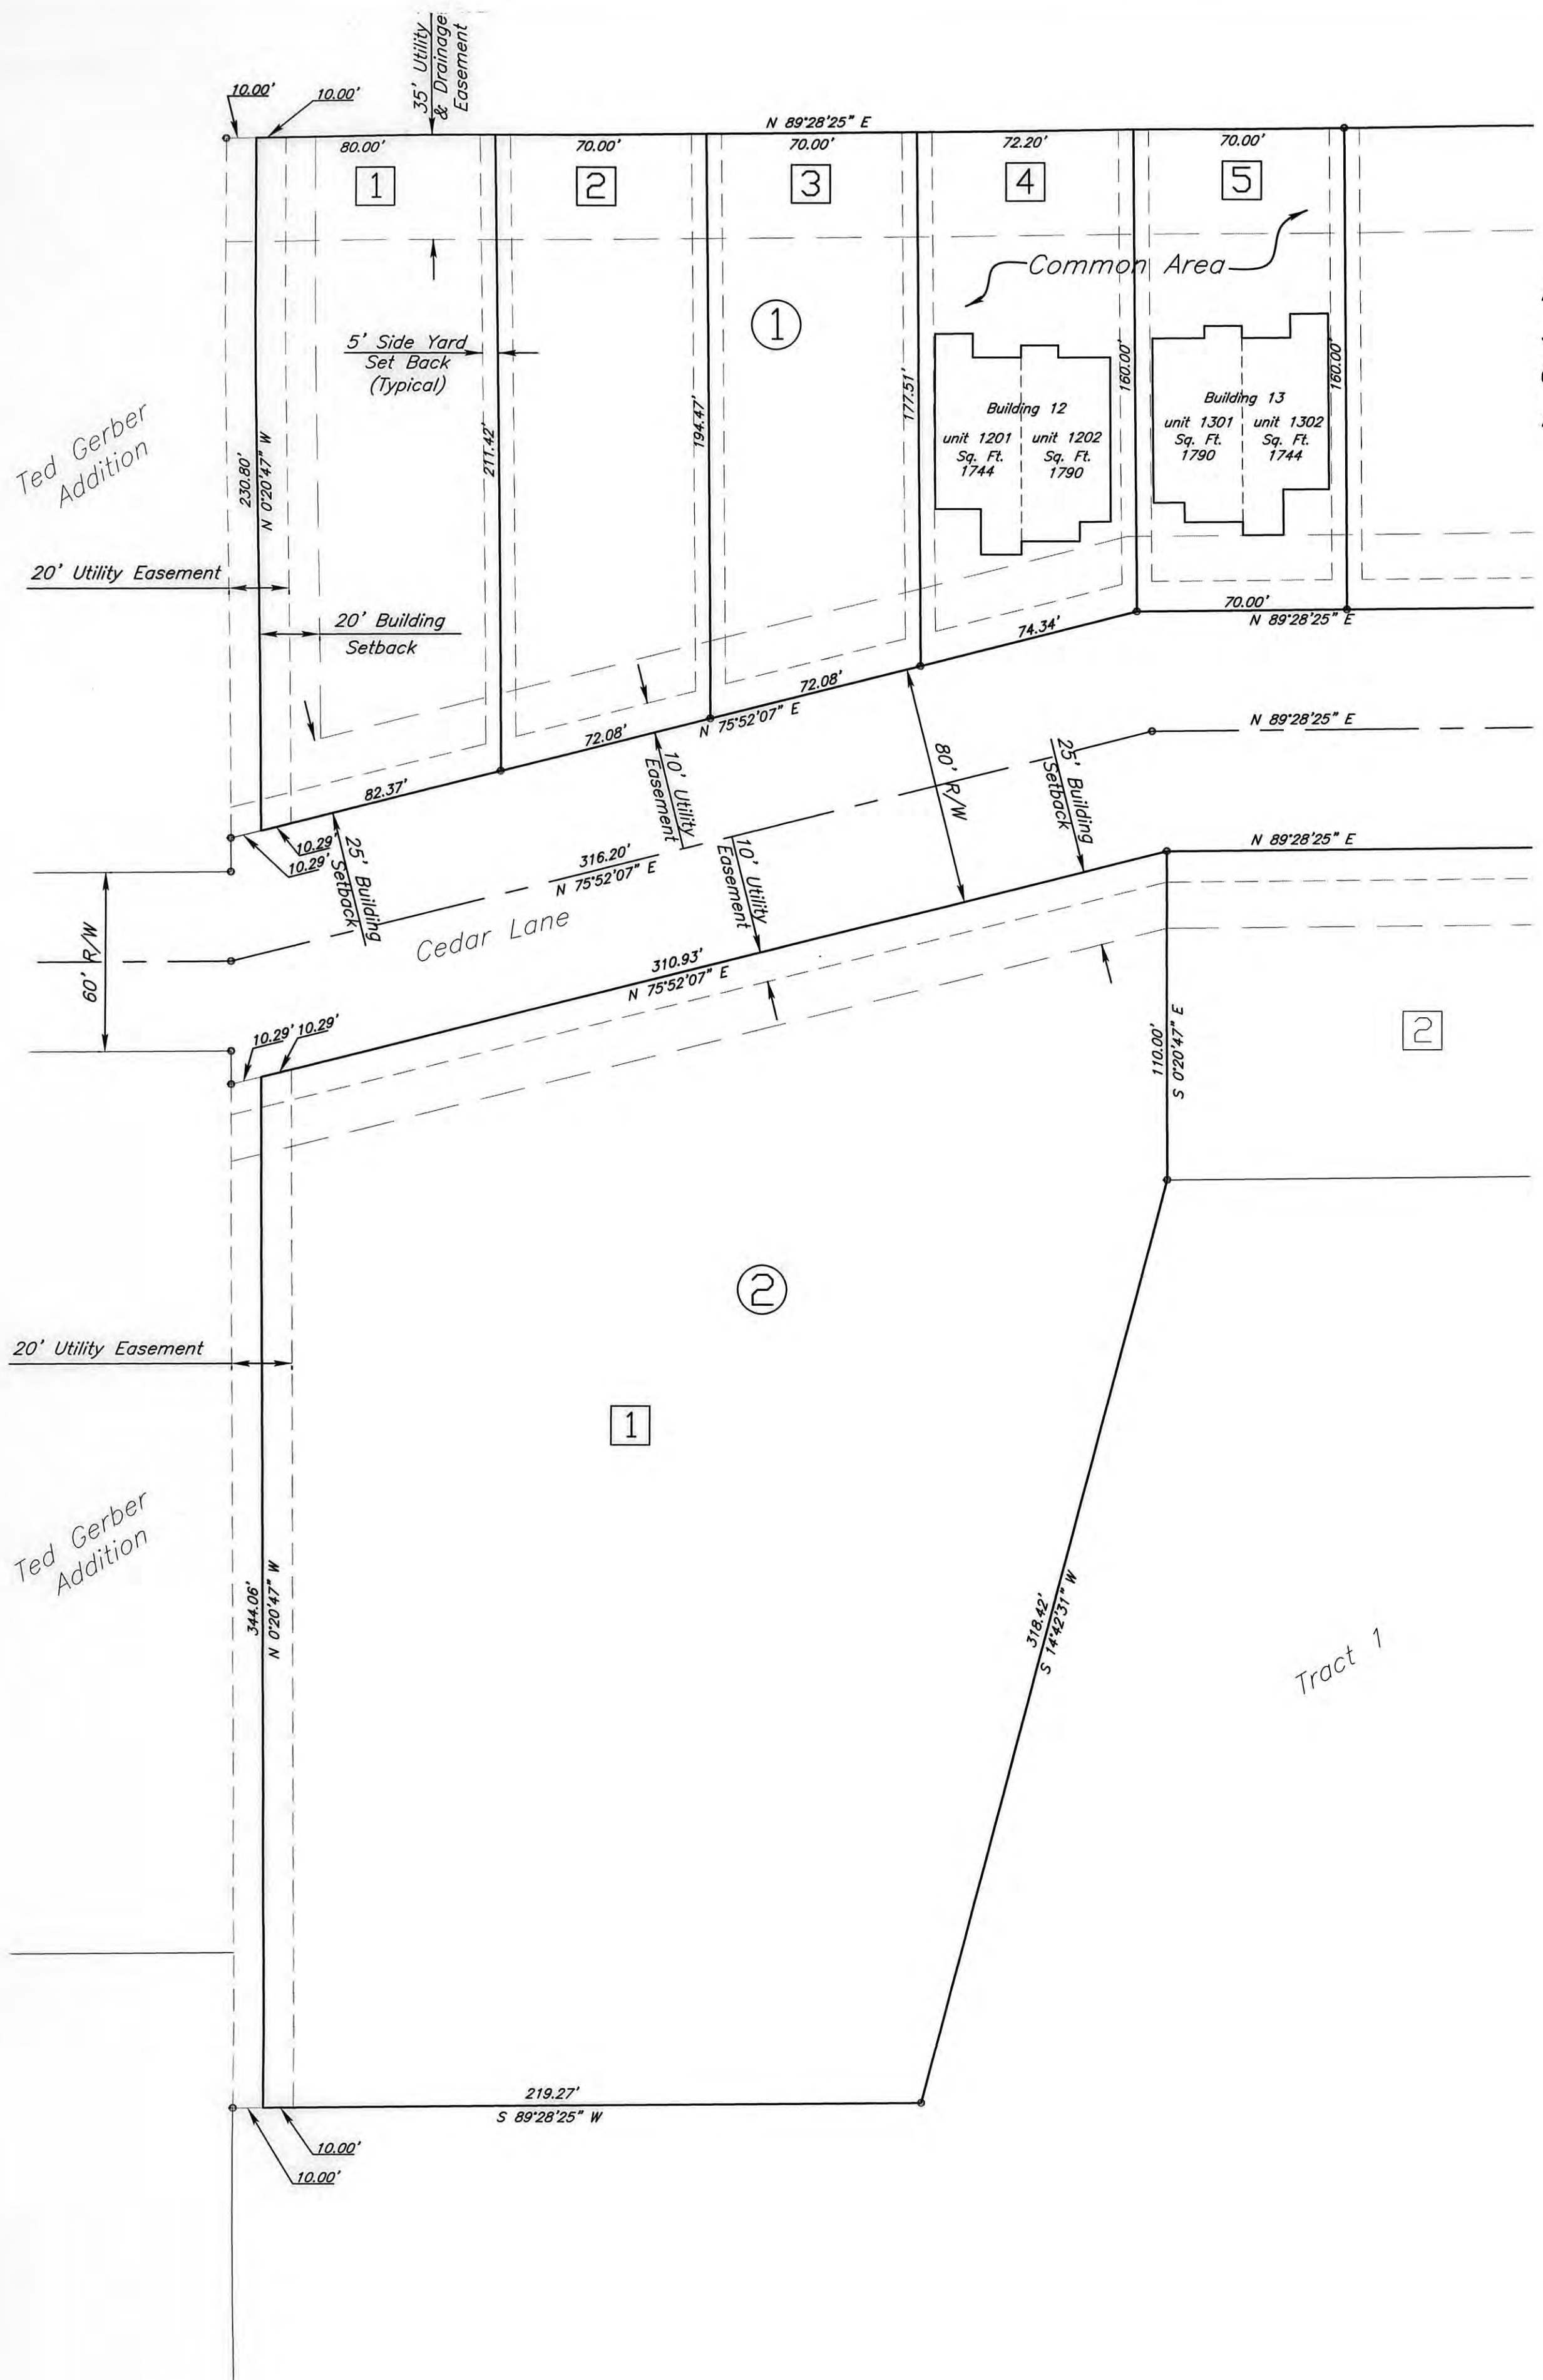 35' Utility
& Drainage
Easement
10.00'
10.00'
N 89°28'25" E
80.00'
70.00'
70.00'
72.20'
70.00'
1
2
3
4
5
Common Area
1
5' Side Yard
Set Back
(Typical)
230.80'
N 0°20'47" W
211.42'
194.47'
177.51'
160.00'
160.00'
Building 12
unit 1201
Sq. Ft.
1744
unit 1202
Sq. Ft.
1790
Building 13
unit 1301
Sq. Ft.
1790
unit 1302
Sq. Ft.
1744
Ted Gerber
Addition
20' Utility Easement
20' Building
Setback
70.00'
N 89°28'25" E
74.34'
72.08'
N 75°52'07" E
72.08'
82.37'
10.29'
10.29'
25' Building
Setback
10' Utility
Easement
80' R/W
25' Building
Setback
N 89°28'25" E
N 89°28'25" E
316.20'
N 75°52'07" E
10' Utility
Easement
Cedar Lane
60' R/W
310.93'
N 75°52'07" E
10.29'
10.29'
110.00'
S 0°20'47" E
2
2
20' Utility Easement
1
Ted Gerber
Addition
344.06'
N 0°20'47" W
318.42'
S 14°42'31" W
Tract 1
219.27'
S 89°28'25" W
10.00'
10.00'